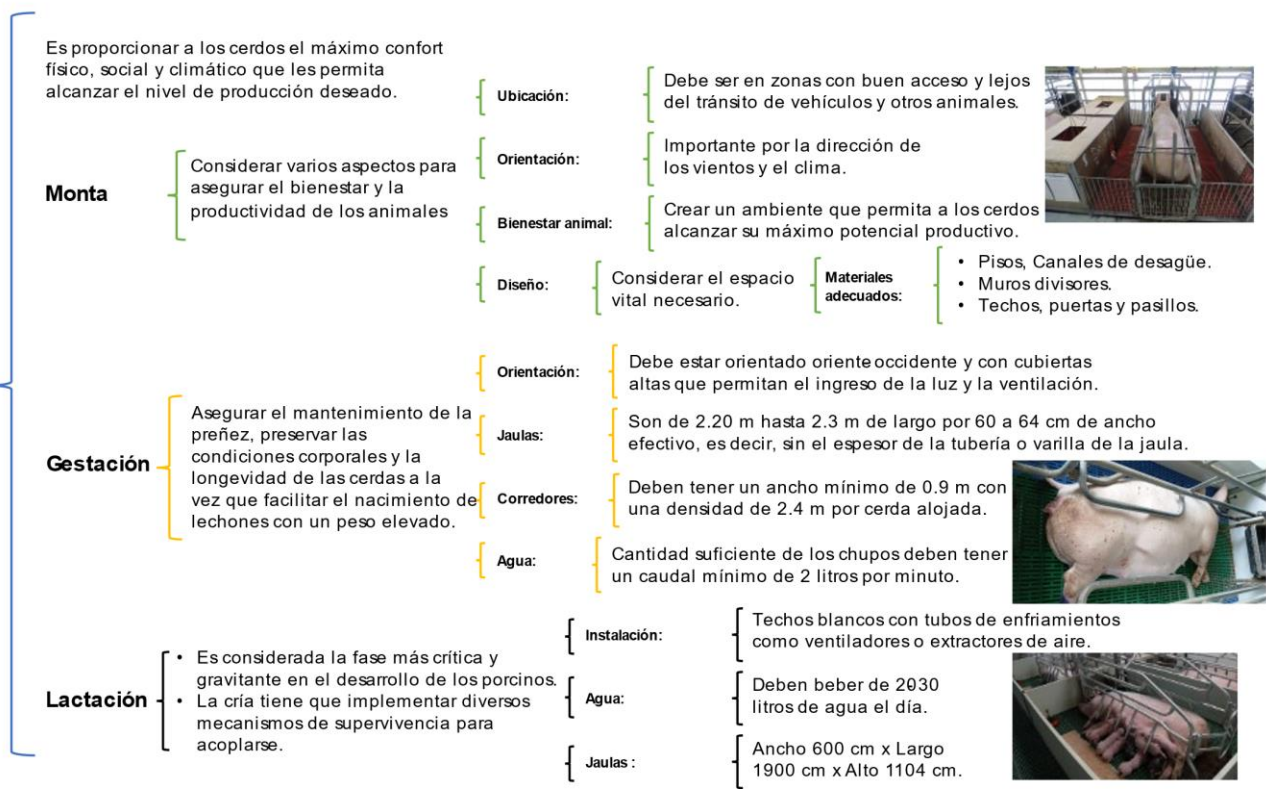 Es proporcionar a los cerdos el máximo confort
físico, social y climático que les permita
alcanzar el nivel de producción deseado.
Monta
Considerar varios aspectos para
asegurar el bienestar y la
productividad de los animales
Ubicación:
Debe ser en zonas con buen acceso y lejos
del tránsito de vehículos y otros animales.
Orientación:
Importante por la dirección de
los vientos y el clima.
Bienestar animal:
Crear un ambiente que permita a los cerdos
alcanzar su máximo potencial productivo.
Diseño:
Considerar el espacio
vital necesario.
Materiales
adecuados:
• Pisos, Canales de desagüe.
• Muros divisores.
• Techos, puertas y pasillos.
Gestación
Asegurar el mantenimiento de la
preñez, preservar las
condiciones corporales y la
longevidad de las cerdas a la
vez que facilitar el nacimiento de
lechones con un peso elevado.
Orientación:
Debe estar orientado oriente occidente y con cubiertas
altas que permitan el ingreso de la luz y la ventilación.
Jaulas:
Son de 2.20 m hasta 2.3 m de largo por 60 a 64 cm de ancho
efectivo, es decir, sin el espesor de la tubería o varilla de la jaula.
Corredores:
Deben tener un ancho mínimo de 0.9 m con
una densidad de 2.4 m por cerda alojada.
Agua:
Cantidad suficiente de los chupos deben tener
un caudal mínimo de 2 litros por minuto.
Lactación
• Es considerada la fase más crítica y
gravitante en el desarrollo de los porcinos.
• La cría tiene que implementar diversos
mecanismos de supervivencia para
acoplarse.
Instalación:
Techos blancos con tubos de enfriamientos
como ventiladores o extractores de aire.
Agua:
Deben beber de 20-30
litros de agua el día.
Jaulas :
Ancho 600 cm x Largo
1900 cm x Alto 1104 cm.